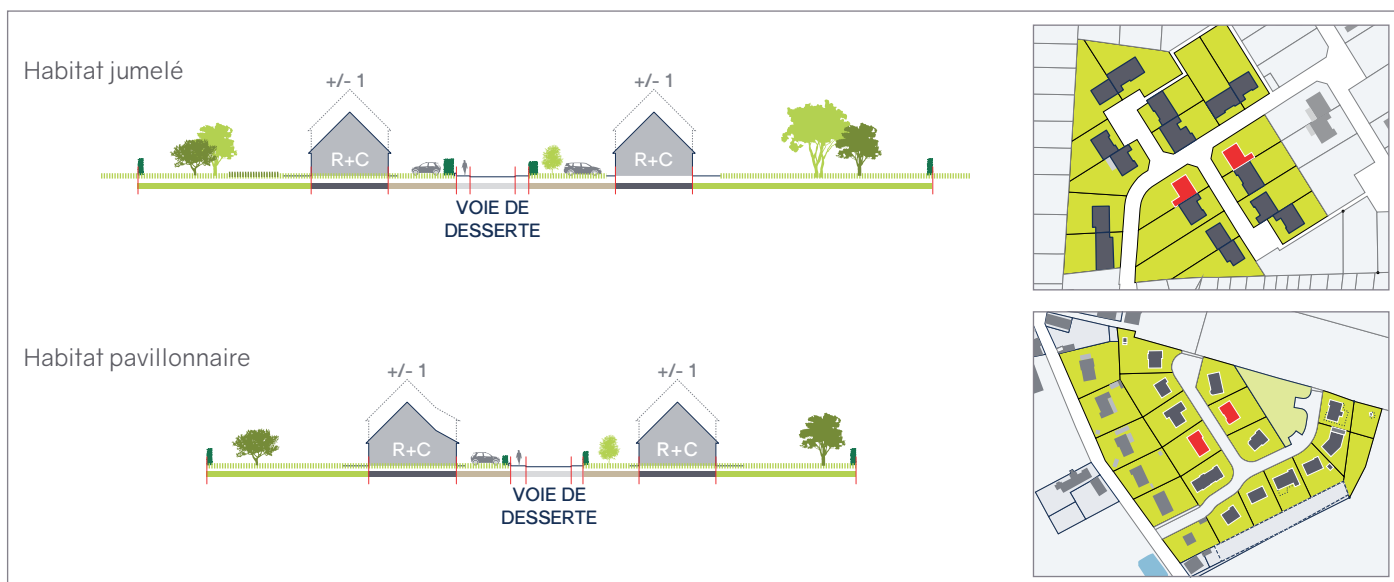 Habitat jumelé
+/- 1
+/- 1
R+C
R+C
VOIE DE
DESSERTE
Habitat pavillonnaire
+/- 1
+/- 1
R+C
R+C
VOIE DE
DESSERTE